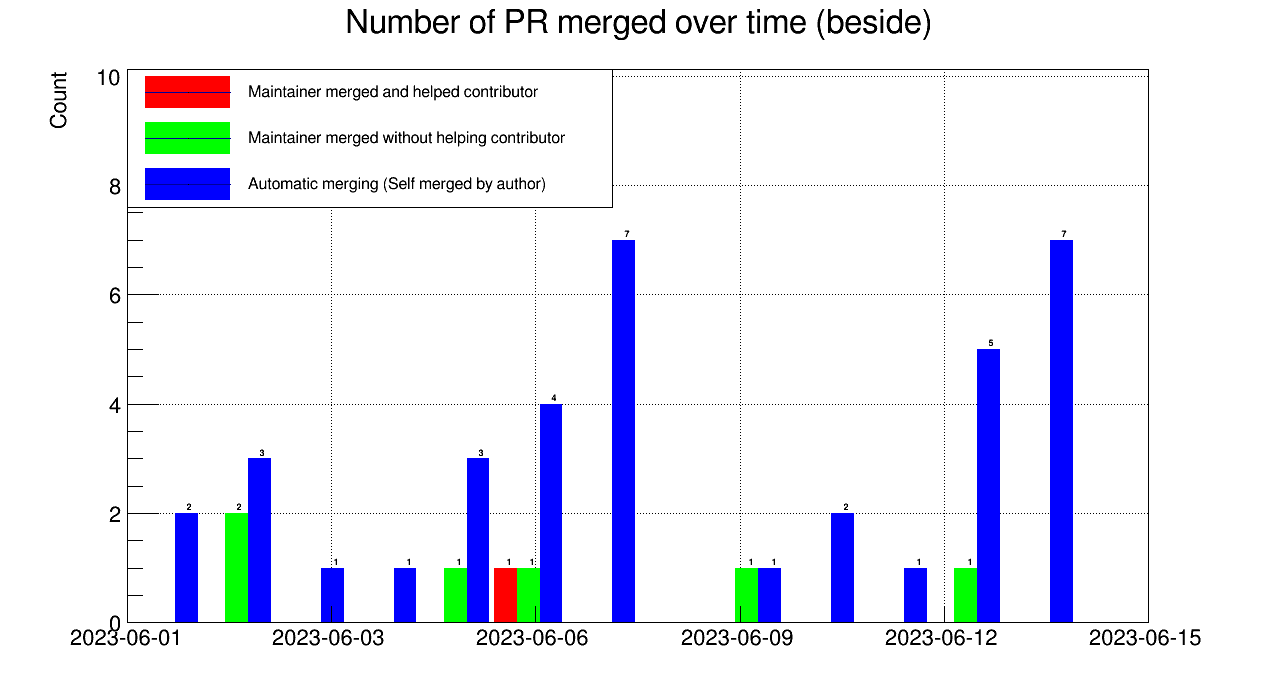 Number of PR merged over time (beside)
Count
10
8
6
4
2
0
Maintainer merged and helped contributor
Maintainer merged without helping contributor
Automatic merging (Self merged by author)
2 2 3 1 1 1 3 1 1 4 7 1 1 2 1 1 5 7
2023-06-01 2023-06-03 2023-06-06 2023-06-09 2023-06-12 2023-06-15